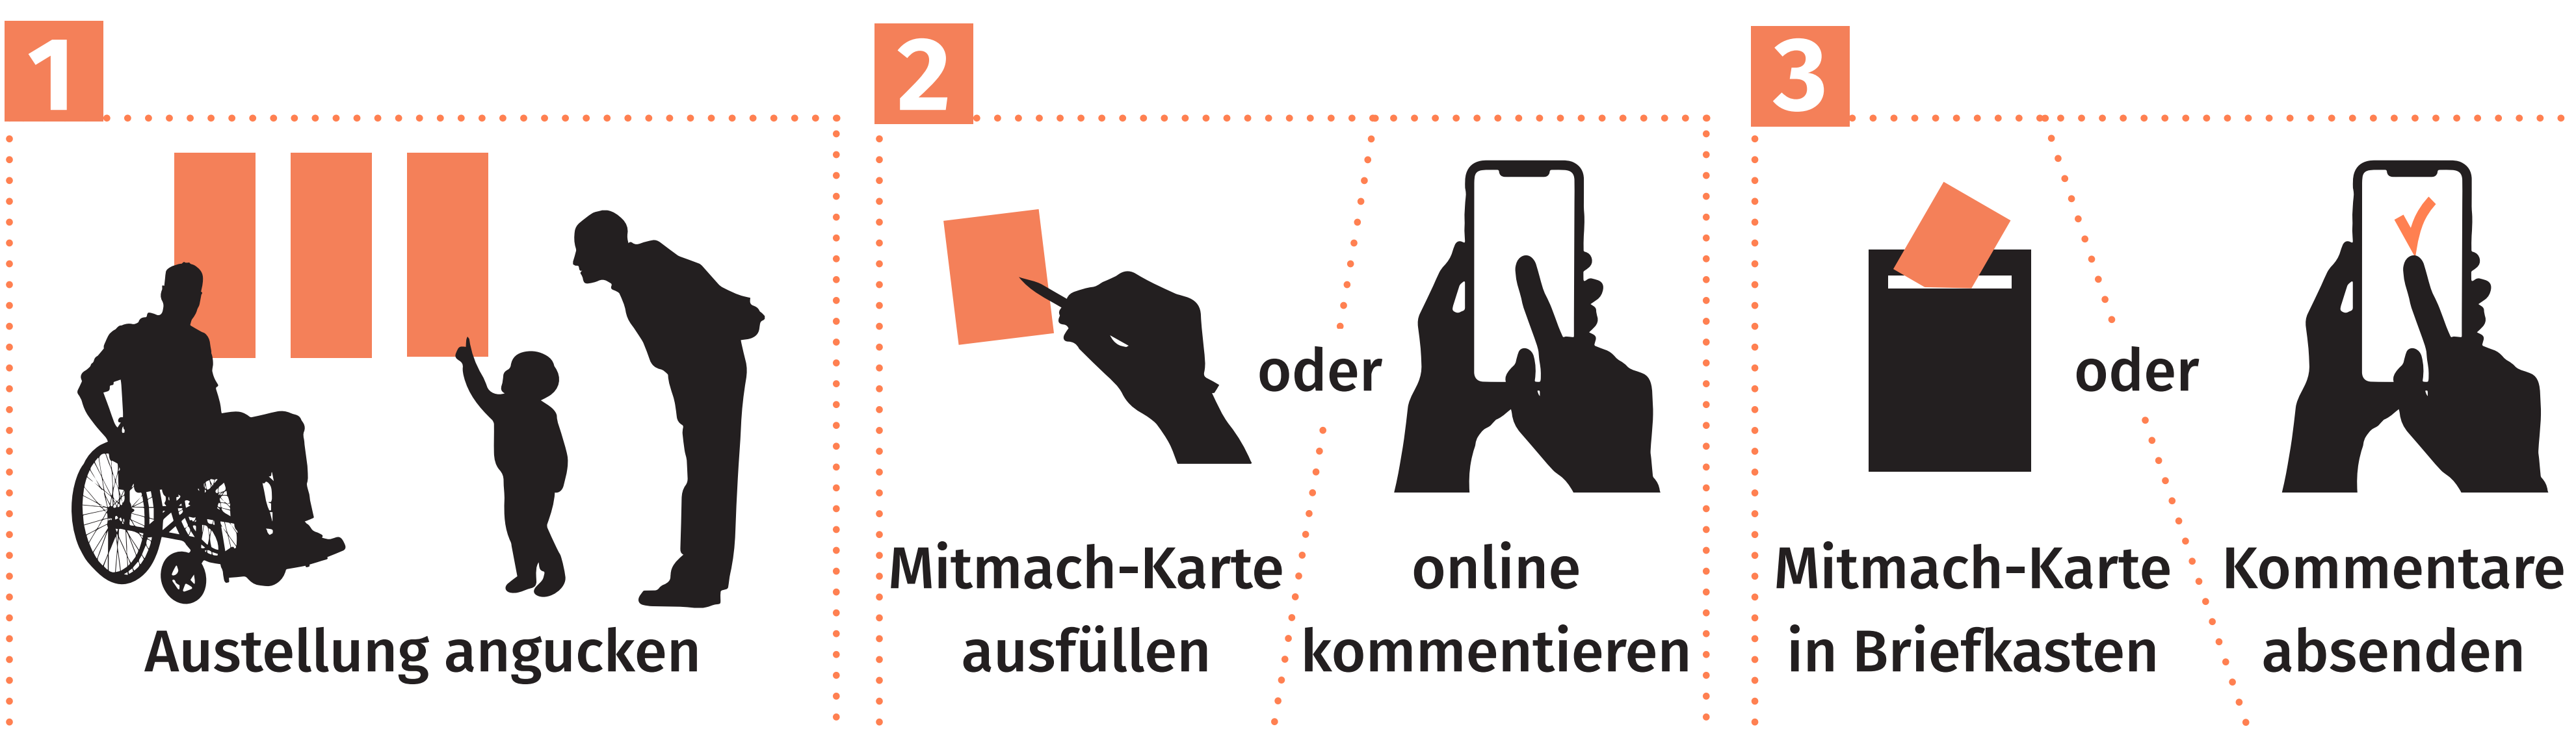 1
Austellung angucken
2
Mitmach-Karte
ausfüllen
oder
online
kommentieren
3
Mitmach-Karte
in Briefkasten
oder
Kommentare
absenden